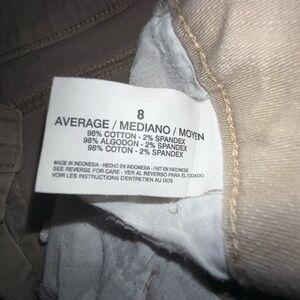 8
AVERAGE / MEDIANO / MOYEN
98% COTTON - 2% SPANDEX
98% ALGODON - 2% SPANDEX
98% COTON - 2% SPANDEX
MADE IN INDONESIA - HECHO EN INDONESIA - FAIT EN INDONESIE
SEE REVERSE FOR CARE - VER AL REVERSO PARA EL CUIDADO
VOIR LES INSTRUCTIONS D'ENTRETIEN AU DOS